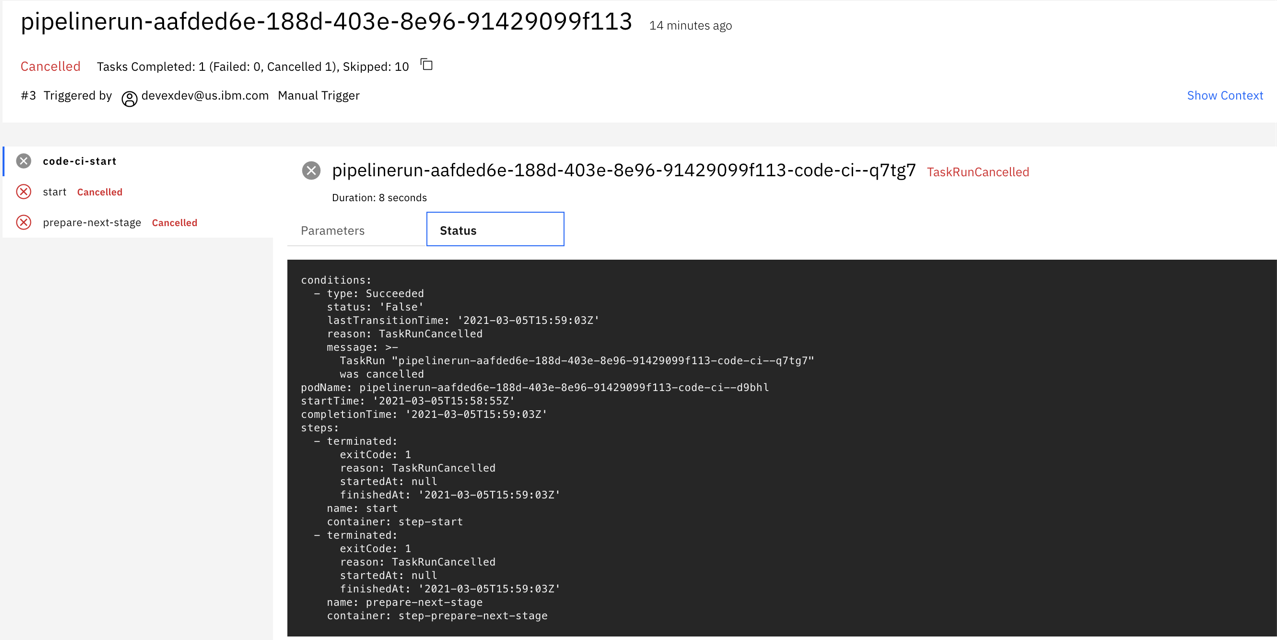 pipelinerun-aafded6e-188d-403e-8e96-91429099f113 14 minutes ago
Cancelled Tasks Completed: 1 (Failed: 0, Cancelled 1), Skipped: 10
#3 Triggered by devexdev@us.ibm.com Manual Trigger Show Context
code-ci-start
start Cancelled
prepare-next-stage Cancelled
pipelinerun-aafded6e-188d-403e-8e96-91429099f113-code-ci--q7tg7 TaskRunCancelled
Duration: 8 seconds
Parameters Status
conditions:
  - type: Succeeded
    status: 'False'
    lastTransitionTime: '2021-03-05T15:59:03Z'
    reason: TaskRunCancelled
    message: >-
      TaskRun "pipelinerun-aafded6e-188d-403e-8e96-91429099f113-code-ci--q7tg7"
      was cancelled
podName: pipelinerun-aafded6e-188d-403e-8e96-91429099f113-code-ci--d9bhl
startTime: '2021-03-05T15:58:55Z'
completionTime: '2021-03-05T15:59:03Z'
steps:
  - terminated:
      exitCode: 1
      reason: TaskRunCancelled
      startedAt: null
      finishedAt: '2021-03-05T15:59:03Z'
    name: start
    container: step-start
  - terminated:
      exitCode: 1
      reason: TaskRunCancelled
      startedAt: null
      finishedAt: '2021-03-05T15:59:03Z'
    name: prepare-next-stage
    container: step-prepare-next-stage